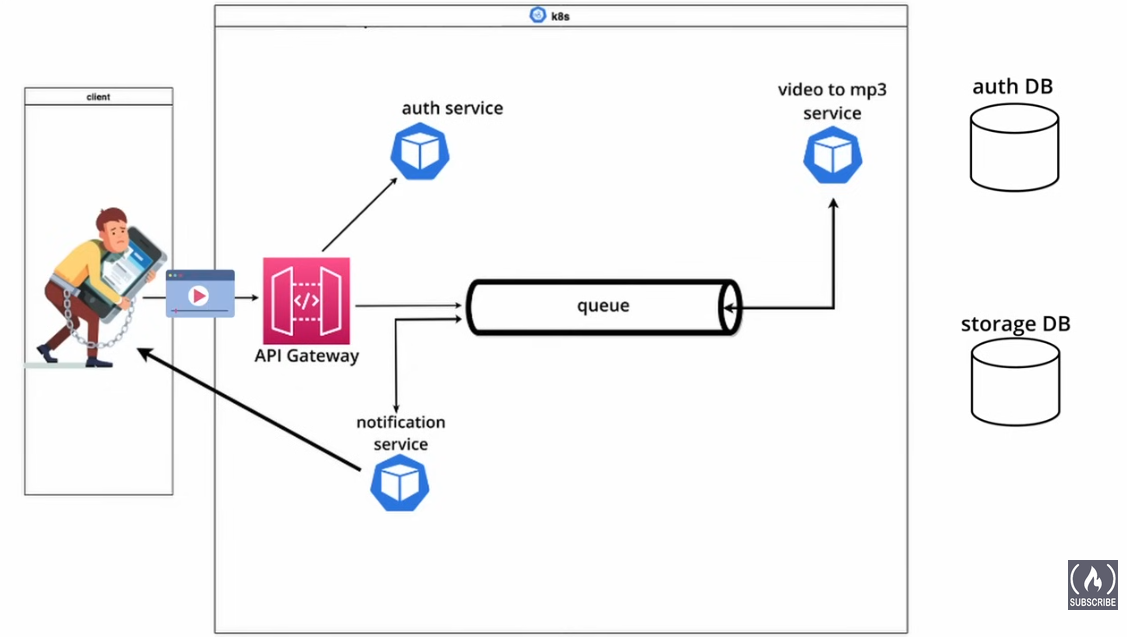 k8s
client
auth service
video to mp3
service
auth DB
</>
API Gateway
queue
storage DB
notification
service
SUBSCRIBE